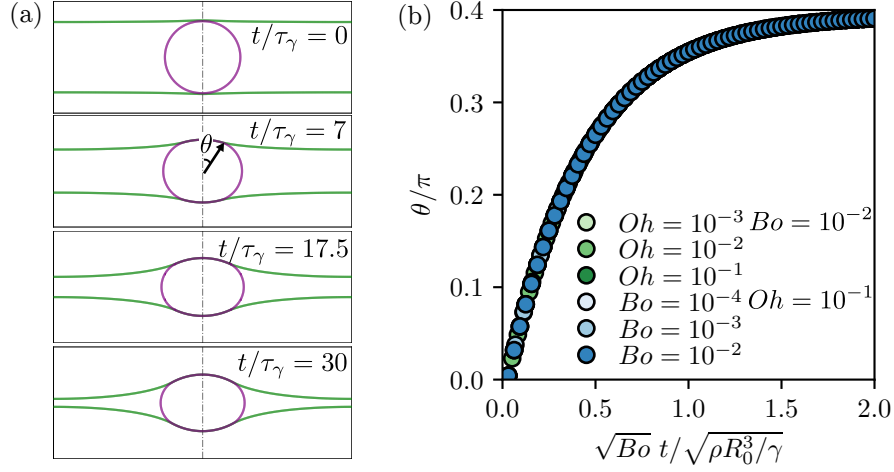 (a)
t/τ_γ = 0
t/τ_γ = 7
θ
t/τ_γ = 17.5
t/τ_γ = 30
(b)
0.4
0.3
0.2
0.1
0.0
θ/π
Oh = 10⁻³ Bo = 10⁻²
Oh = 10⁻²
Oh = 10⁻¹
Bo = 10⁻⁴ Oh = 10⁻¹
Bo = 10⁻³
Bo = 10⁻²
0.0 0.5 1.0 1.5 2.0
√Bo t/√(ρR₀³/γ)